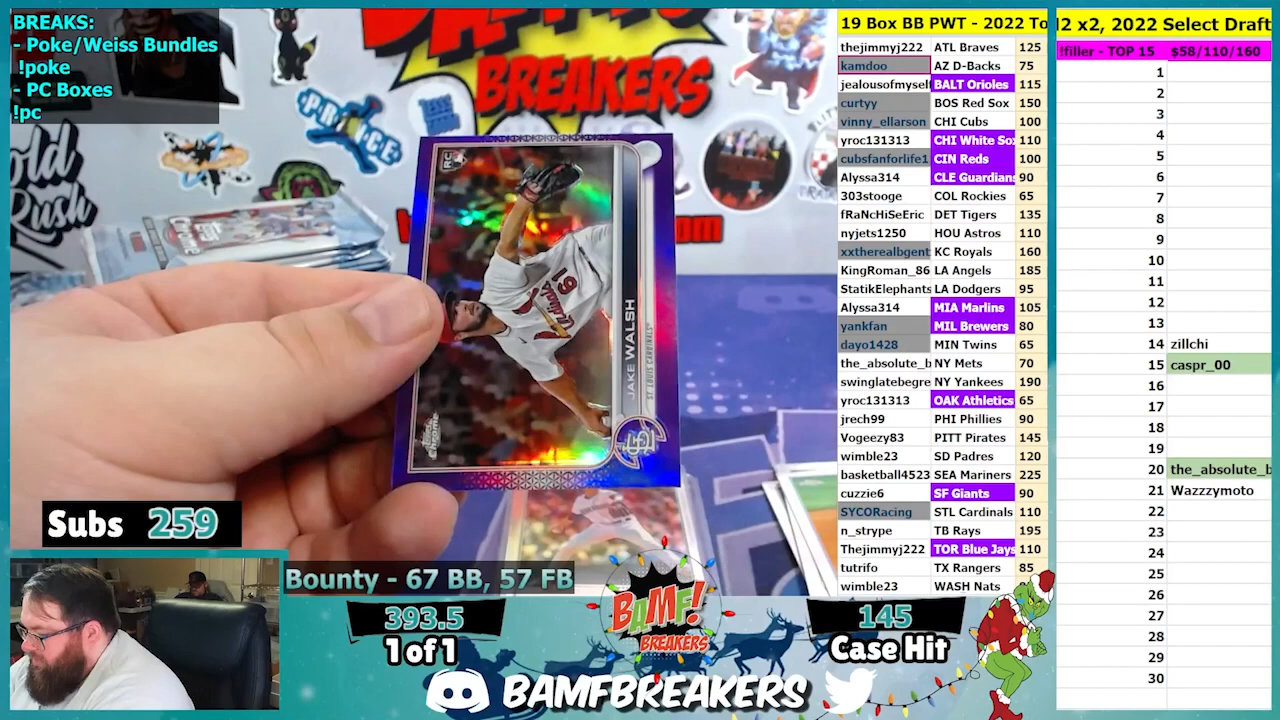 BREAKS:
- Poke/Weiss Bundles
!poke
- PC Boxes
!pc
BREAKERS
old
Rush
RC
JAKE WALSH
ST. LOUIS CARDINALS
Cardinals
61
Topps
Chrome
Subs 259
Bounty - 67 BB, 57 FB
393.5
1 of 1
BAMF!
BREAKERS
145
Case Hit
BAMFBREAKERS
19 Box BB PWT - 2022 To
thejimmyj222 ATL Braves 125
kamdoo AZ D-Backs 75
jealousofmysel BALT Orioles 115
curtyy BOS Red Sox 150
vinny_ellarson CHI Cubs 100
yroc131313 CHI White Sox 110
cubsfanforlife1 CIN Reds 100
Alyssa314 CLE Guardians 90
303stooge COL Rockies 65
fRaNcHiSeEric DET Tigers 135
nyjets1250 HOU Astros 110
xxtherealbgent KC Royals 160
KingRoman_86 LA Angels 185
StatikElephants LA Dodgers 95
Alyssa314 MIA Marlins 105
yankfan MIL Brewers 80
dayo1428 MIN Twins 65
the_absolute_b NY Mets 70
swinglatebegre NY Yankees 190
yroc131313 OAK Athletics 65
jrech99 PHI Phillies 90
Vogeezy83 PITT Pirates 145
wimble23 SD Padres 120
basketball4523 SEA Mariners 225
cuzzie6 SF Giants 90
SYCORacing STL Cardinals 110
n_strype TB Rays 195
Thejimmyj222 TOR Blue Jays 110
tutrifo TX Rangers 85
wimble23 WASH Nats
2 x2, 2022 Select Draft
!filler - TOP 15 $58/110/160
1
2
3
4
5
6
7
8
9
10
11
12
13
14 zillchi
15 caspr_00
16
17
18
19
20 the_absolute_b
21 Wazzzymoto
22
23
24
25
26
27
28
29
30